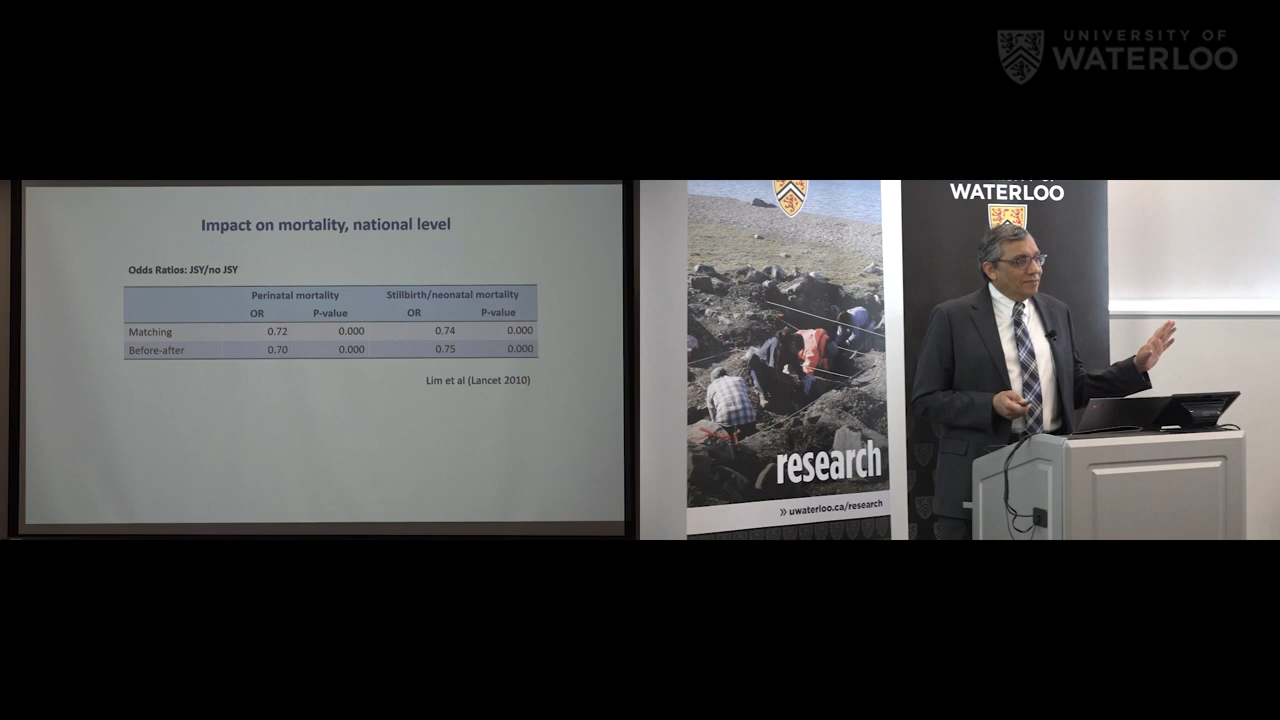 UNIVERSITY OF
WATERLOO
Impact on mortality, national level
Odds Ratios: JSY/no JSY
Perinatal mortality Stillbirth/neonatal mortality
OR P-value OR P-value
Matching 0.72 0.000 0.74 0.000
Before-after 0.70 0.000 0.75 0.000
Lim et al (Lancet 2010)
WATERLOO
research
» uwaterloo.ca/research